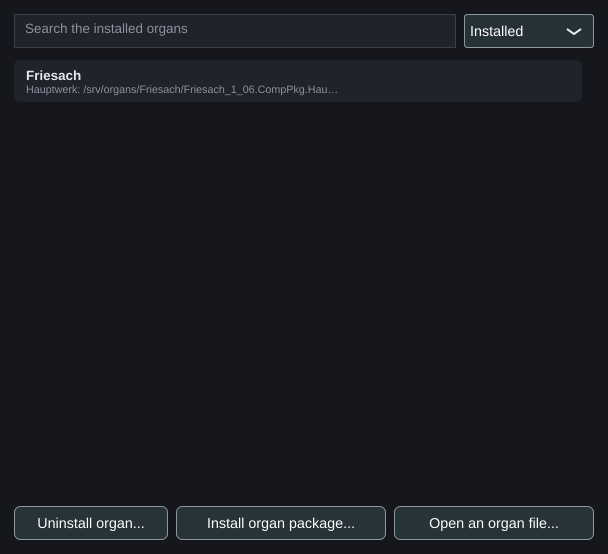 Search the installed organs
Installed
Friesach
Hauptwerk: /srv/organs/Friesach/Friesach_1_06.CompPkg.Hau…
Uninstall organ...
Install organ package...
Open an organ file...